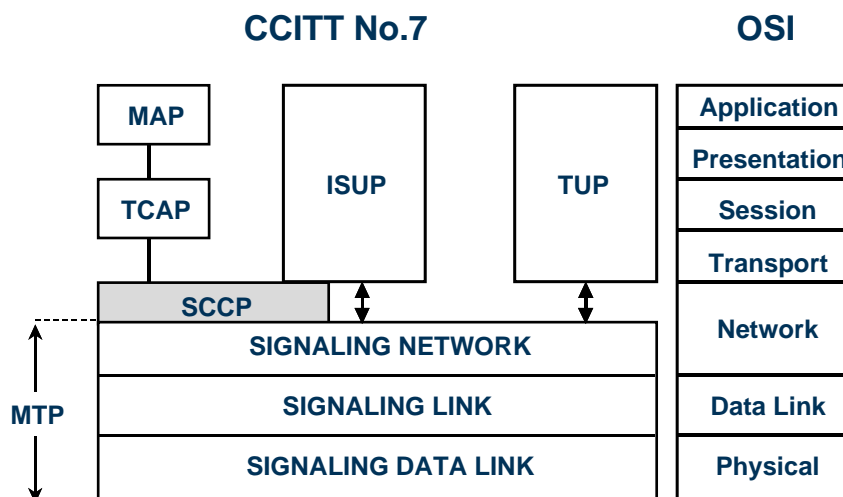 CCITT No.7
OSI
MAP
TCAP
ISUP
TUP
SCCP
SIGNALING NETWORK
SIGNALING LINK
SIGNALING DATA LINK
MTP
Application
Presentation
Session
Transport
Network
Data Link
Physical